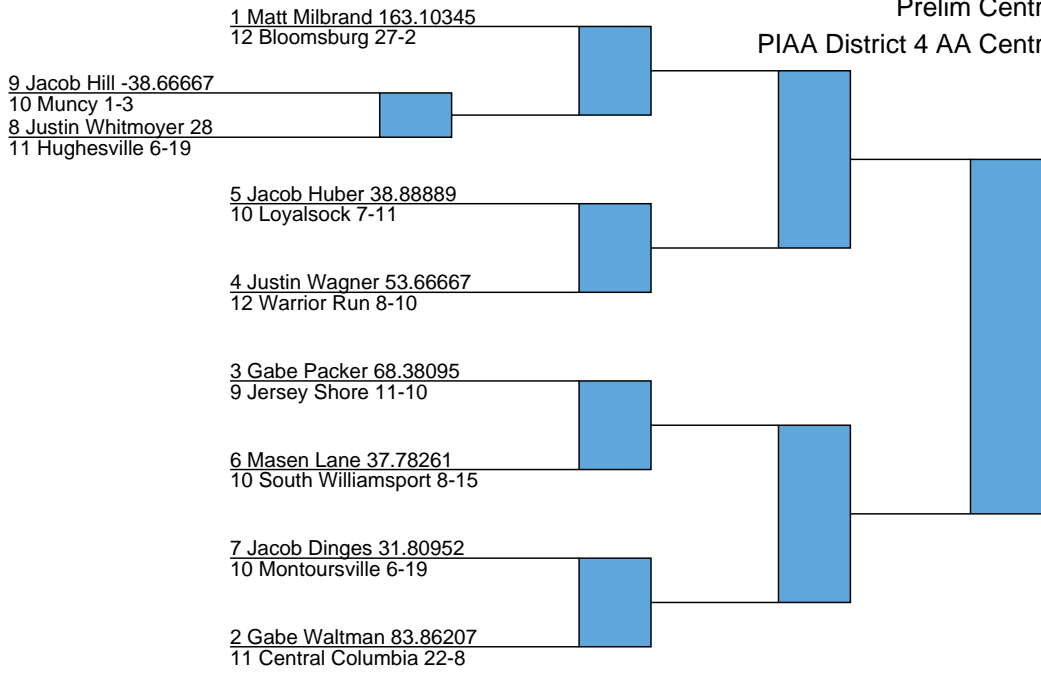 Prelim Centr
PIAA District 4 AA Centr
1 Matt Milbrand 163.10345
12 Bloomsburg 27-2
9 Jacob Hill -38.66667
10 Muncy 1-3
8 Justin Whitmoyer 28
11 Hughesville 6-19
5 Jacob Huber 38.88889
10 Loyalsock 7-11
4 Justin Wagner 53.66667
12 Warrior Run 8-10
3 Gabe Packer 68.38095
9 Jersey Shore 11-10
6 Masen Lane 37.78261
10 South Williamsport 8-15
7 Jacob Dinges 31.80952
10 Montoursville 6-19
2 Gabe Waltman 83.86207
11 Central Columbia 22-8